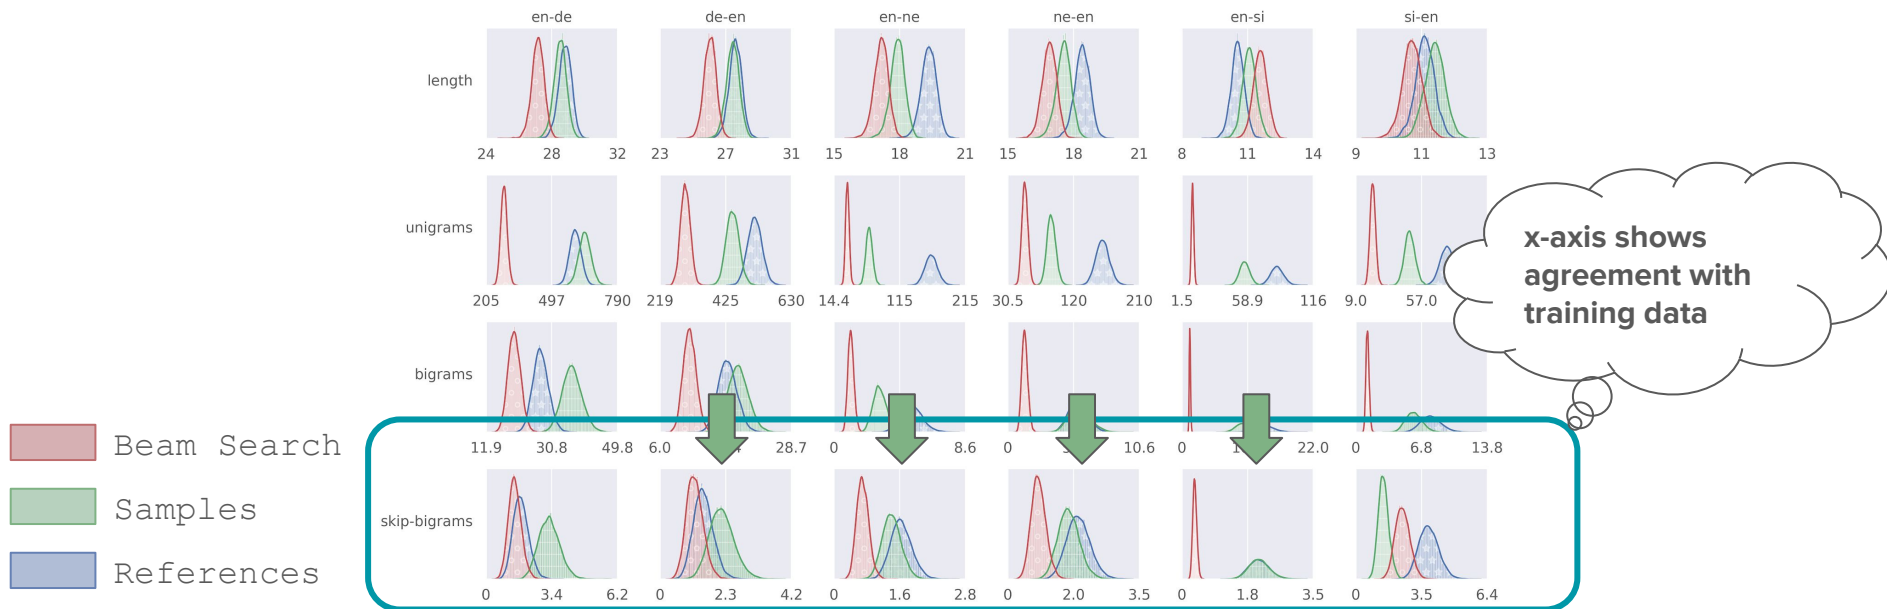 en-de de-en en-ne ne-en en-si si-en
length
24 28 32 23 27 31 15 18 21 15 18 21 8 11 14 9 11 13
unigrams
205 497 790 219 425 630 14.4 115 215 30.5 120 210 1.5 58.9 116 9.0 57.0
x-axis shows
agreement with
training data
bigrams
11.9 30.8 49.8 6.0 28.7 0 8.6 0 10.6 0 22.0 0 6.8 13.8
skip-bigrams
0 3.4 6.2 0 2.3 4.2 0 1.6 2.8 0 2.0 3.5 0 1.8 3.5 0 3.5 6.4
Beam Search
Samples
References